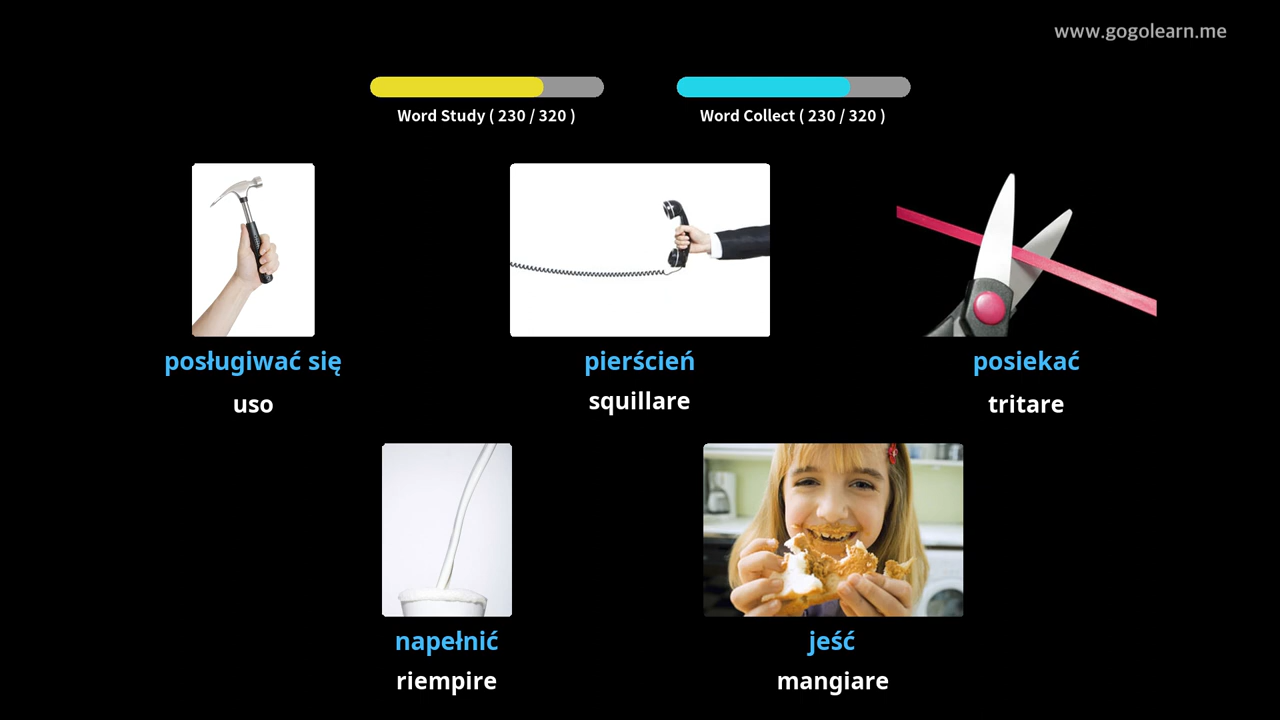 www.gogolearn.me
Word Study ( 230 / 320 )
Word Collect ( 230 / 320 )
posługiwać się
uso
pierścień
squillare
posiekać
tritare
napełnić
riempire
jeść
mangiare